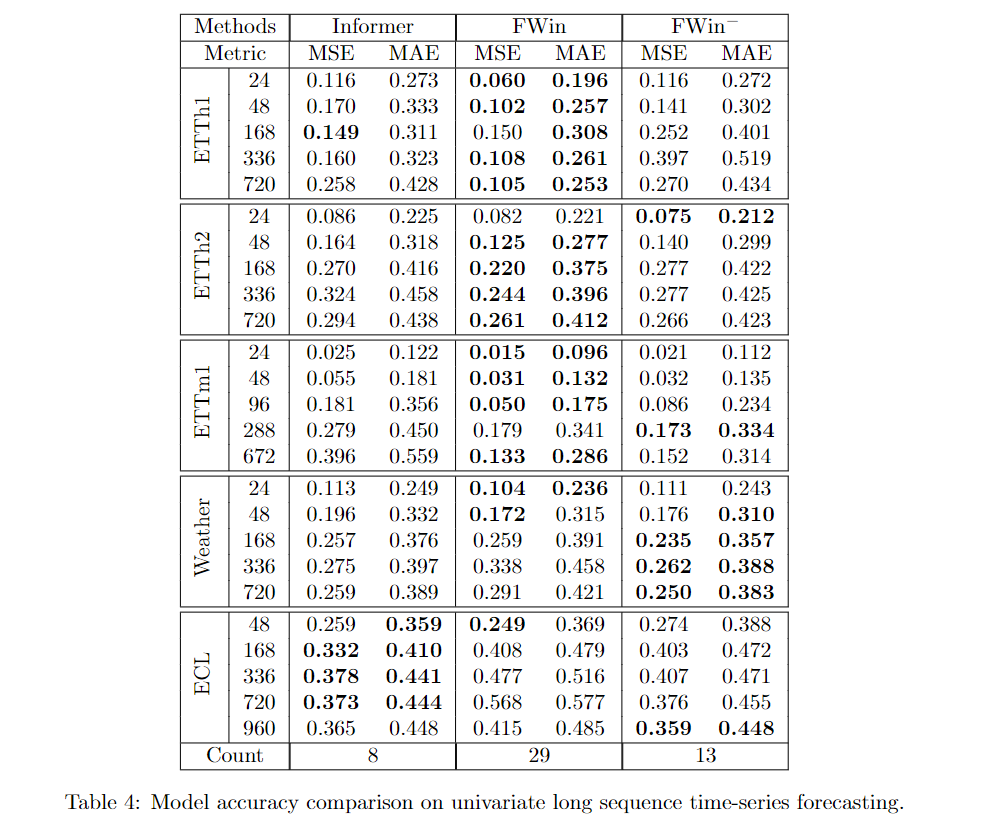 Methods Informer FWin FWin⁻
Metric MSE MAE MSE MAE MSE MAE
ETTh1
24 0.116 0.273 0.060 0.196 0.116 0.272
48 0.170 0.333 0.102 0.257 0.141 0.302
168 0.149 0.311 0.150 0.308 0.252 0.401
336 0.160 0.323 0.108 0.261 0.397 0.519
720 0.258 0.428 0.105 0.253 0.270 0.434
ETTh2
24 0.086 0.225 0.082 0.221 0.075 0.212
48 0.164 0.318 0.125 0.277 0.140 0.299
168 0.270 0.416 0.220 0.375 0.277 0.422
336 0.324 0.458 0.244 0.396 0.277 0.425
720 0.294 0.438 0.261 0.412 0.266 0.423
ETTm1
24 0.025 0.122 0.015 0.096 0.021 0.112
48 0.055 0.181 0.031 0.132 0.032 0.135
96 0.181 0.356 0.050 0.175 0.086 0.234
288 0.279 0.450 0.179 0.341 0.173 0.334
672 0.396 0.559 0.133 0.286 0.152 0.314
Weather
24 0.113 0.249 0.104 0.236 0.111 0.243
48 0.196 0.332 0.172 0.315 0.176 0.310
168 0.257 0.376 0.259 0.391 0.235 0.357
336 0.275 0.397 0.338 0.458 0.262 0.388
720 0.259 0.389 0.291 0.421 0.250 0.383
ECL
48 0.259 0.359 0.249 0.369 0.274 0.388
168 0.332 0.410 0.408 0.479 0.403 0.472
336 0.378 0.441 0.477 0.516 0.407 0.471
720 0.373 0.444 0.568 0.577 0.376 0.455
960 0.365 0.448 0.415 0.485 0.359 0.448
Count 8 29 13
Table 4: Model accuracy comparison on univariate long sequence time-series forecasting.